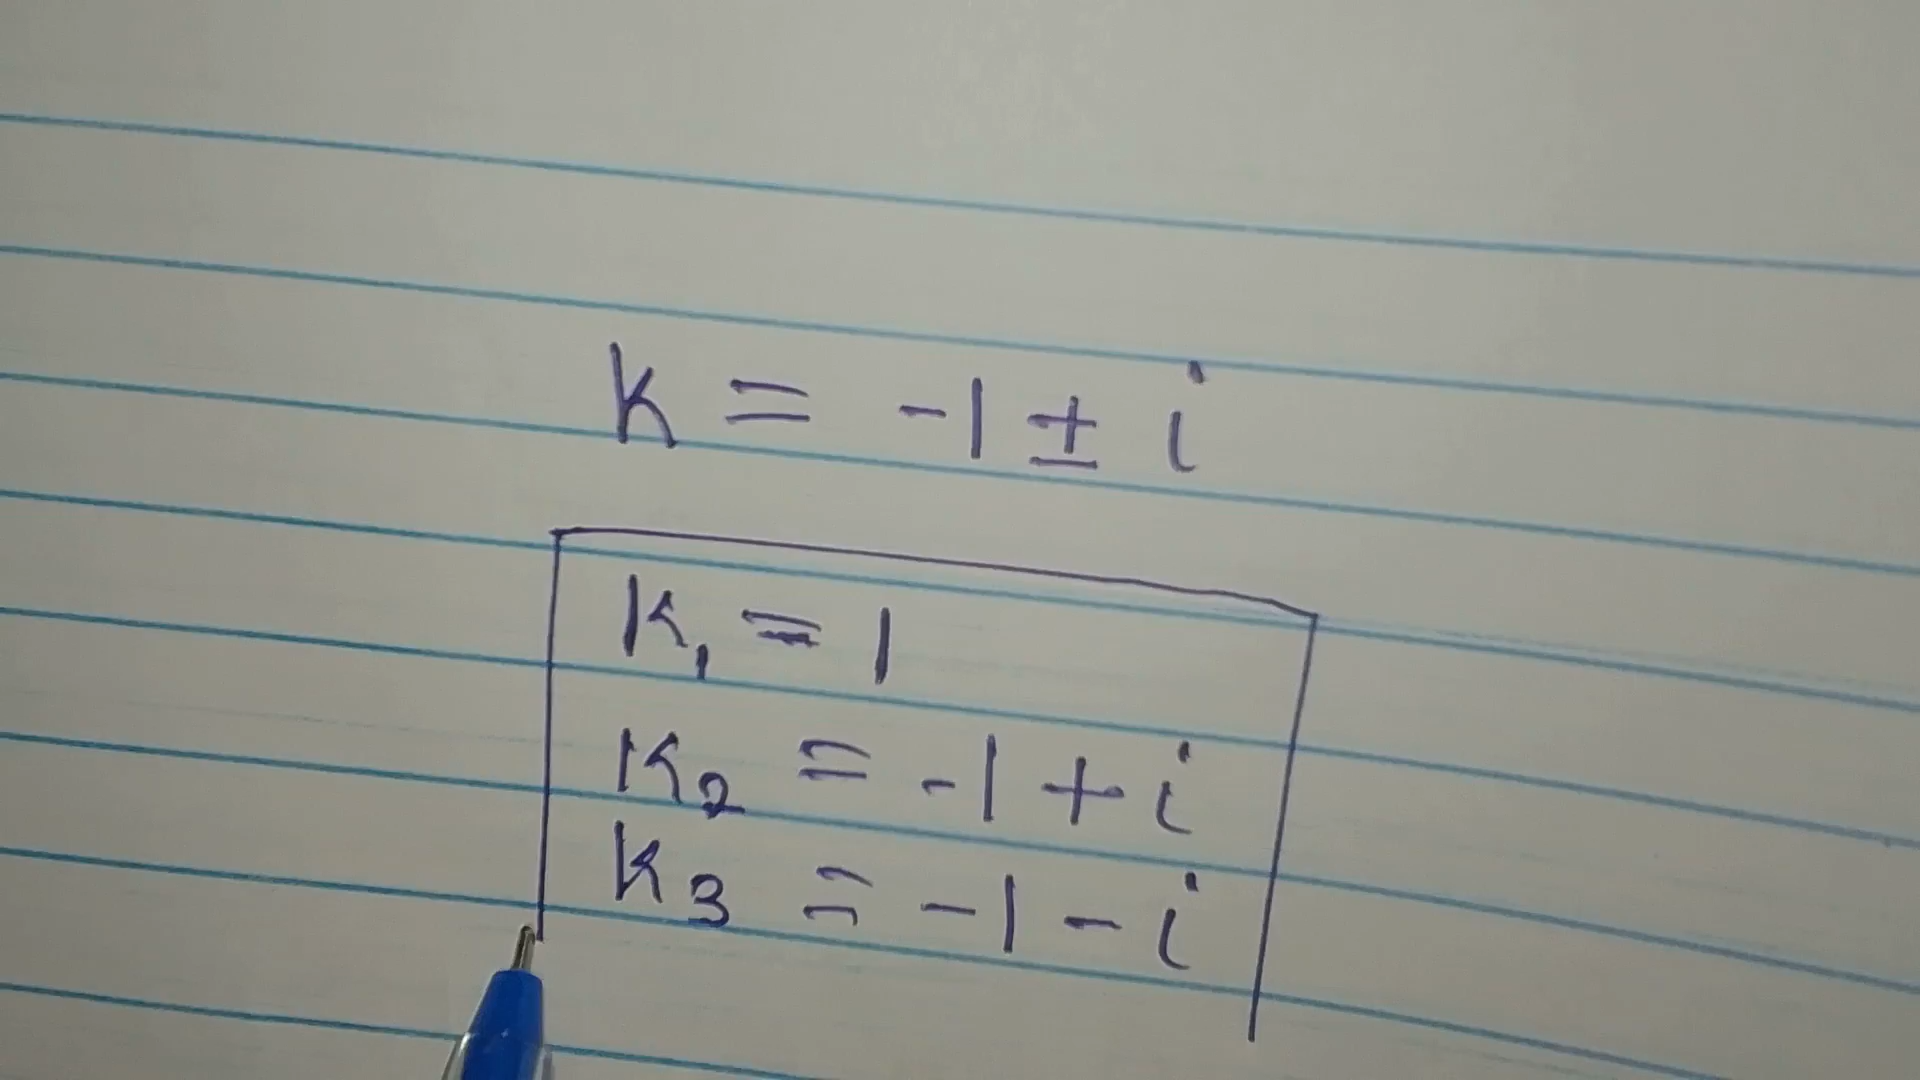 k = -1 ± i
k₁ = 1
k₂ = -1 + i
k₃ = -1 - i